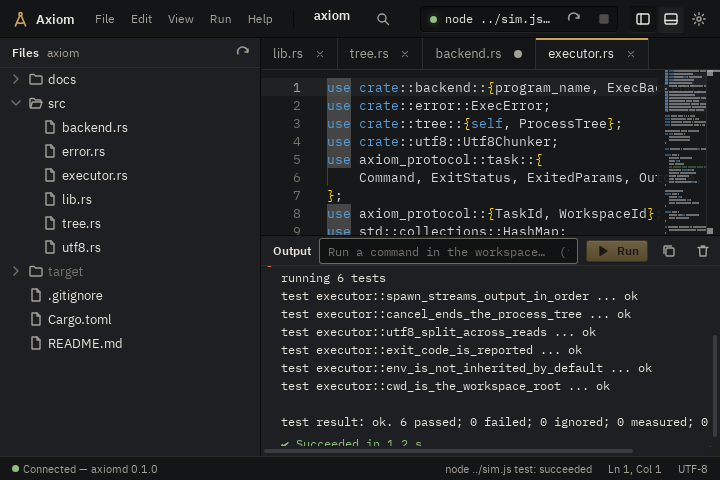 Axiom File Edit View Run Help axiom node ../sim.js…
Files axiom
docs
src
backend.rs
error.rs
executor.rs
lib.rs
tree.rs
utf8.rs
target
.gitignore
Cargo.toml
README.md
lib.rs tree.rs backend.rs executor.rs
1 use crate::backend::{program_name, ExecBac
2 use crate::error::ExecError;
3 use crate::tree::{self, ProcessTree};
4 use crate::utf8::Utf8Chunker;
5 use axiom_protocol::task::{
6 Command, ExitStatus, ExitedParams, Out
7 };
8 use axiom_protocol::{TaskId, WorkspaceId}
9 use std::collections::HashMap;
Output Run a command in the workspace… ( Run
running 6 tests
test executor::spawn_streams_output_in_order ... ok
test executor::cancel_ends_the_process_tree ... ok
test executor::utf8_split_across_reads ... ok
test executor::exit_code_is_reported ... ok
test executor::env_is_not_inherited_by_default ... ok
test executor::cwd_is_the_workspace_root ... ok
test result: ok. 6 passed; 0 failed; 0 ignored; 0 measured; 0
✔ Succeeded in 1.2 s
Connected — axiomd 0.1.0 node ../sim.js test: succeeded Ln 1, Col 1 UTF-8